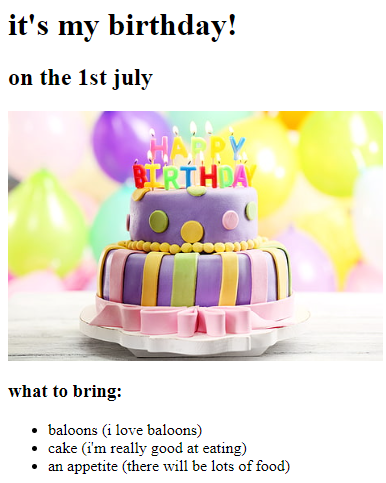 it's my birthday!
on the 1st july
HAPPY
BIRTHDAY
what to bring:
baloons (i love baloons)
cake (i'm really good at eating)
an appetite (there will be lots of food)